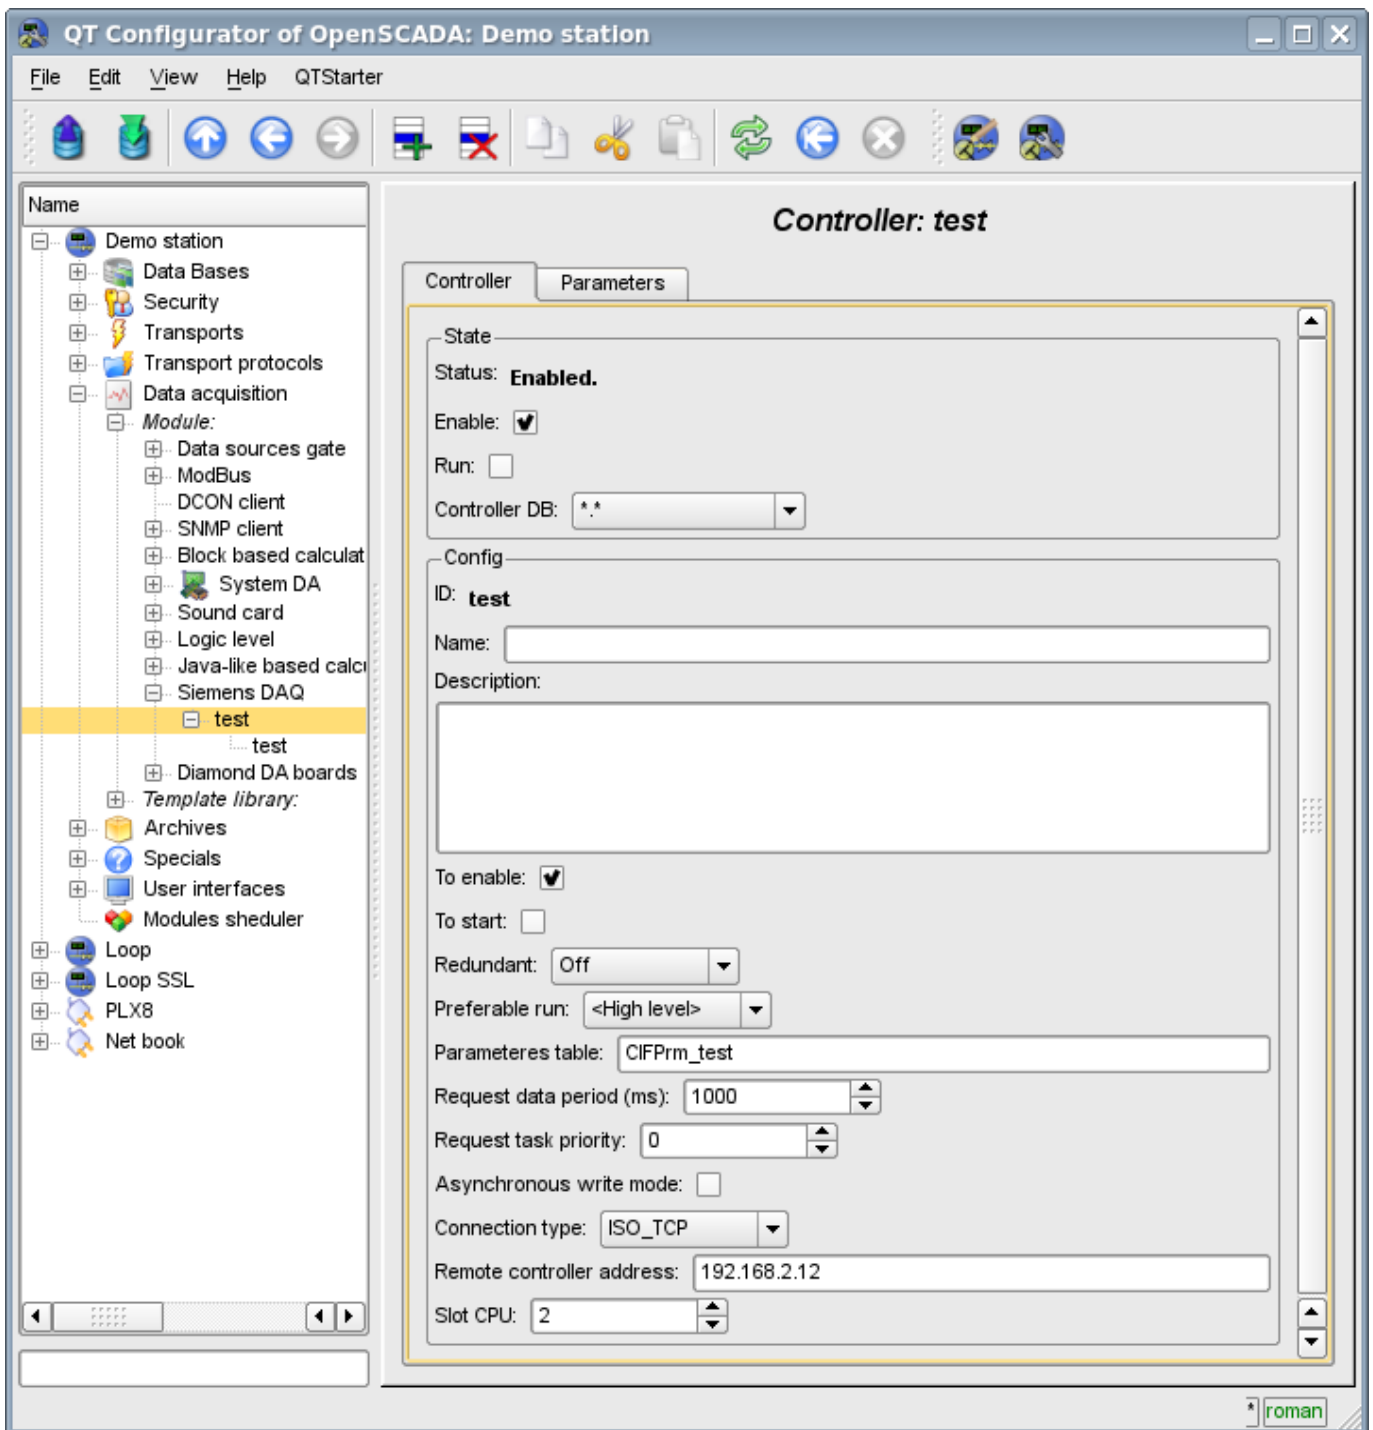 QT Configurator of OpenSCADA: Demo station
File Edit View Help QTStarter
Name
Demo station
Data Bases
Security
Transports
Transport protocols
Data acquisition
Module:
Data sources gate
ModBus
DCON client
SNMP client
Block based calculat
System DA
Sound card
Logic level
Java-like based calcu
Siemens DAQ
test
test
Diamond DA boards
Template library:
Archives
Specials
User interfaces
Modules sheduler
Loop
Loop SSL
PLX8
Net book
Controller: test
Controller Parameters
State
Status: Enabled.
Enable:
Run:
Controller DB: *.*
Config
ID: test
Name:
Description:
To enable:
To start:
Redundant: Off
Preferable run: <High level>
Parameteres table: CIFPrm_test
Request data period (ms): 1000
Request task priority: 0
Asynchronous write mode:
Connection type: ISO_TCP
Remote controller address: 192.168.2.12
Slot CPU: 2
* roman